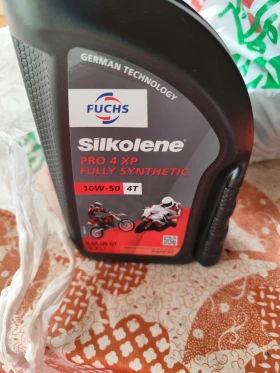 GERMAN TECHNOLOGY
FUCHS
Silkolene
PRO 4 XP
FULLY SYNTHETIC
10W-50 4T